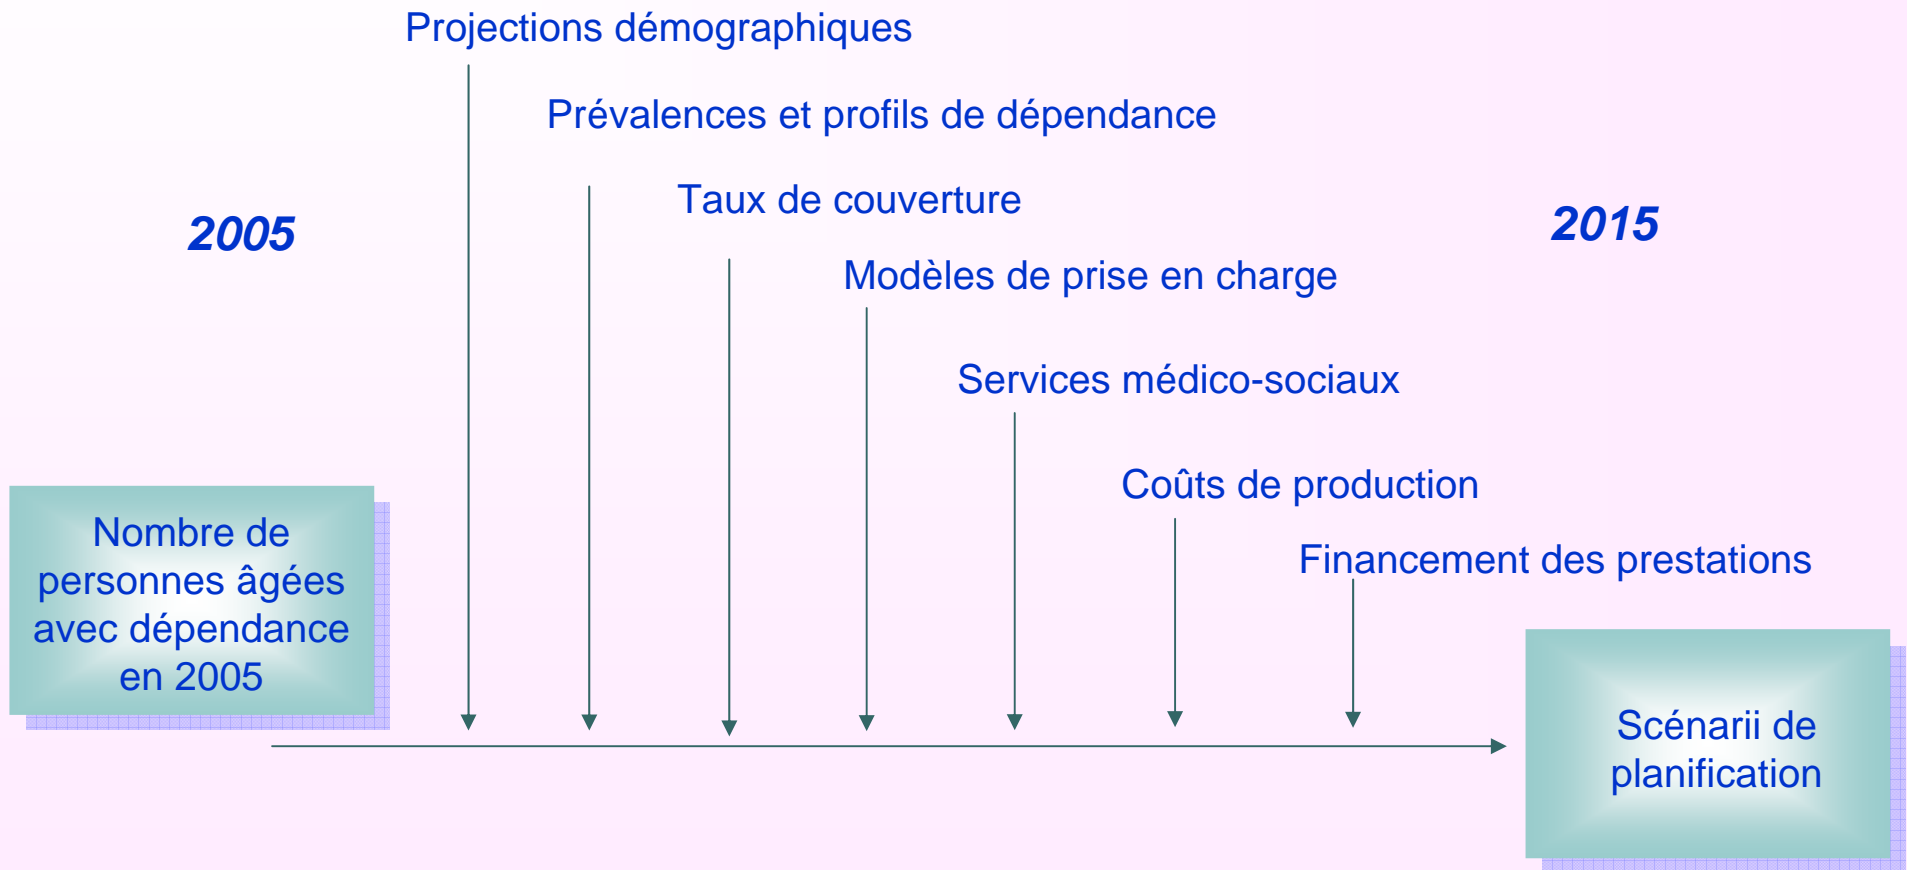 Projections démographiques
Prévalences et profils de dépendance
Taux de couverture
2005
2015
Modèles de prise en charge
Services médico-sociaux
Coûts de production
Nombre de
personnes âgées
avec dépendance
en 2005
Financement des prestations
Scénarii de
planification